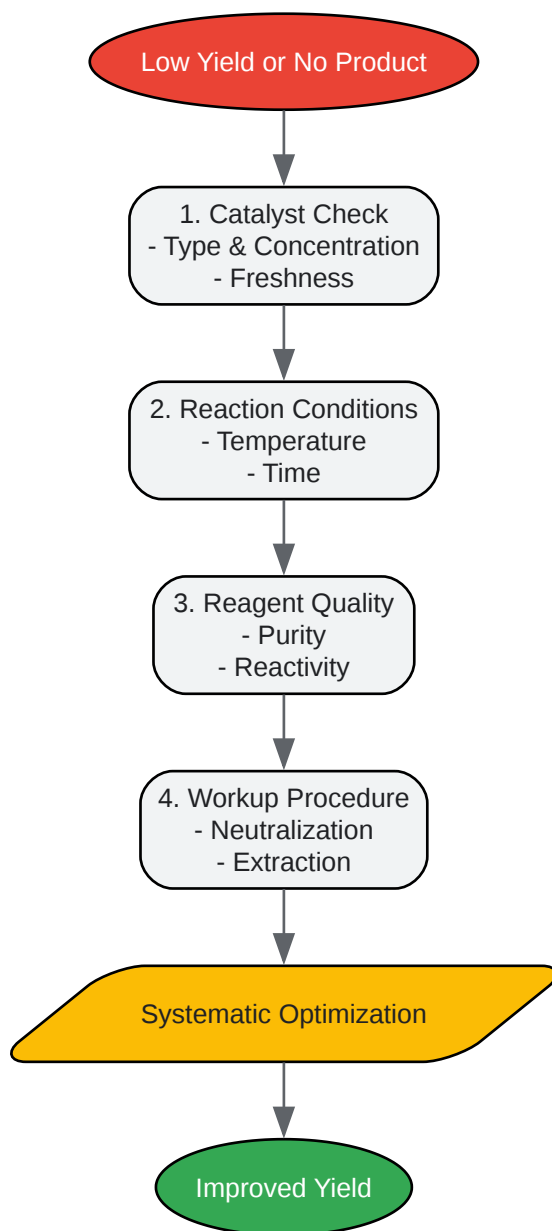 Low Yield or No Product
1. Catalyst Check
- Type & Concentration
- Freshness
2. Reaction Conditions
- Temperature
- Time
3. Reagent Quality
- Purity
- Reactivity
4. Workup Procedure
- Neutralization
- Extraction
Systematic Optimization
Improved Yield